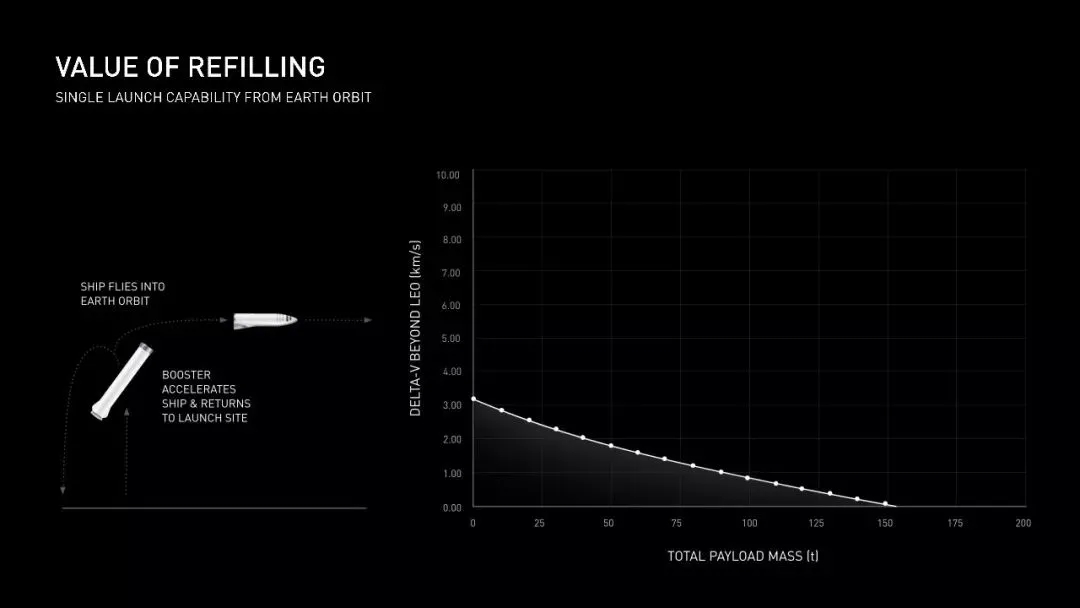 VALUE OF REFILLING
SINGLE LAUNCH CAPABILITY FROM EARTH ORBIT
SHIP FLIES INTO
EARTH ORBIT
BOOSTER
ACCELERATES
SHIP & RETURNS
TO LAUNCH SITE
DELTA-V BEYOND LEO (km/s)
10.00
9.00
8.00
7.00
6.00
5.00
4.00
3.00
2.00
1.00
0.00
0 25 50 75 100 125 150 175 200
TOTAL PAYLOAD MASS (t)